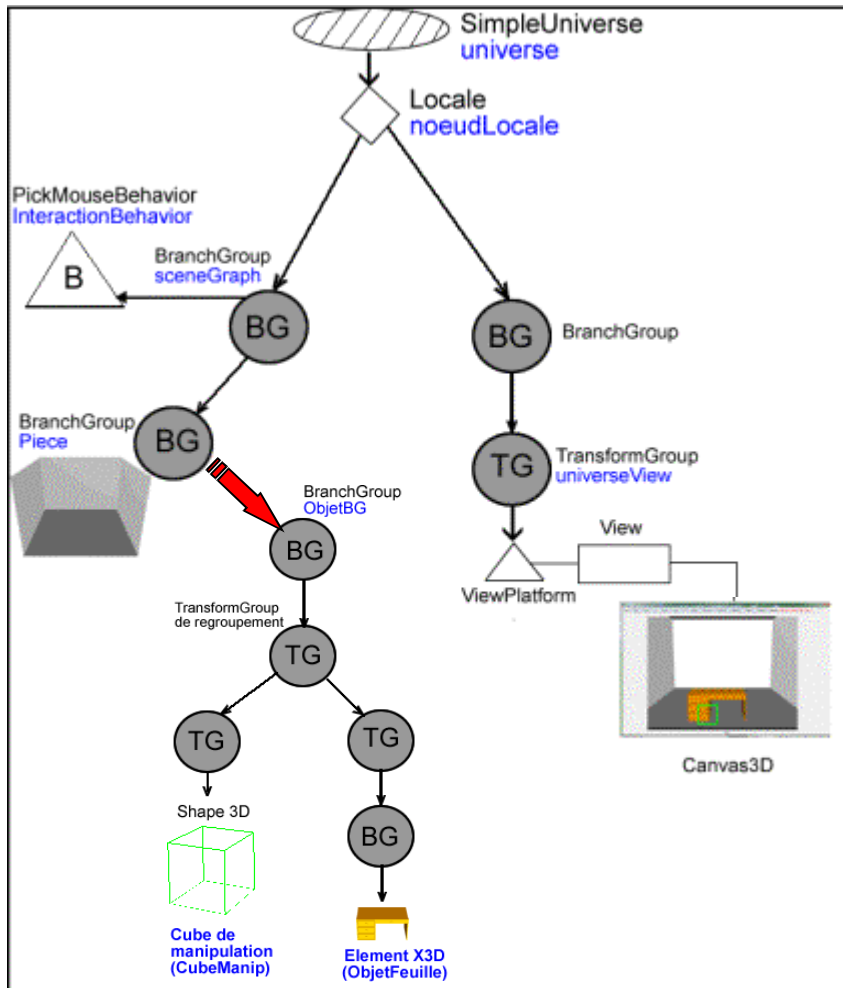 SimpleUniverse
universe
Locale
noeudLocale
PickMouseBehavior
InteractionBehavior
B
BranchGroup
sceneGraph
BG
BG
BranchGroup
BranchGroup
Piece
BG
TG
TransformGroup
universeView
BranchGroup
ObjetBG
BG
View
ViewPlatform
TransformGroup
de regroupement
TG
TG
TG
Canvas3D
Shape 3D
BG
Cube de
manipulation
(CubeManip)
Element X3D
(ObjetFeuille)